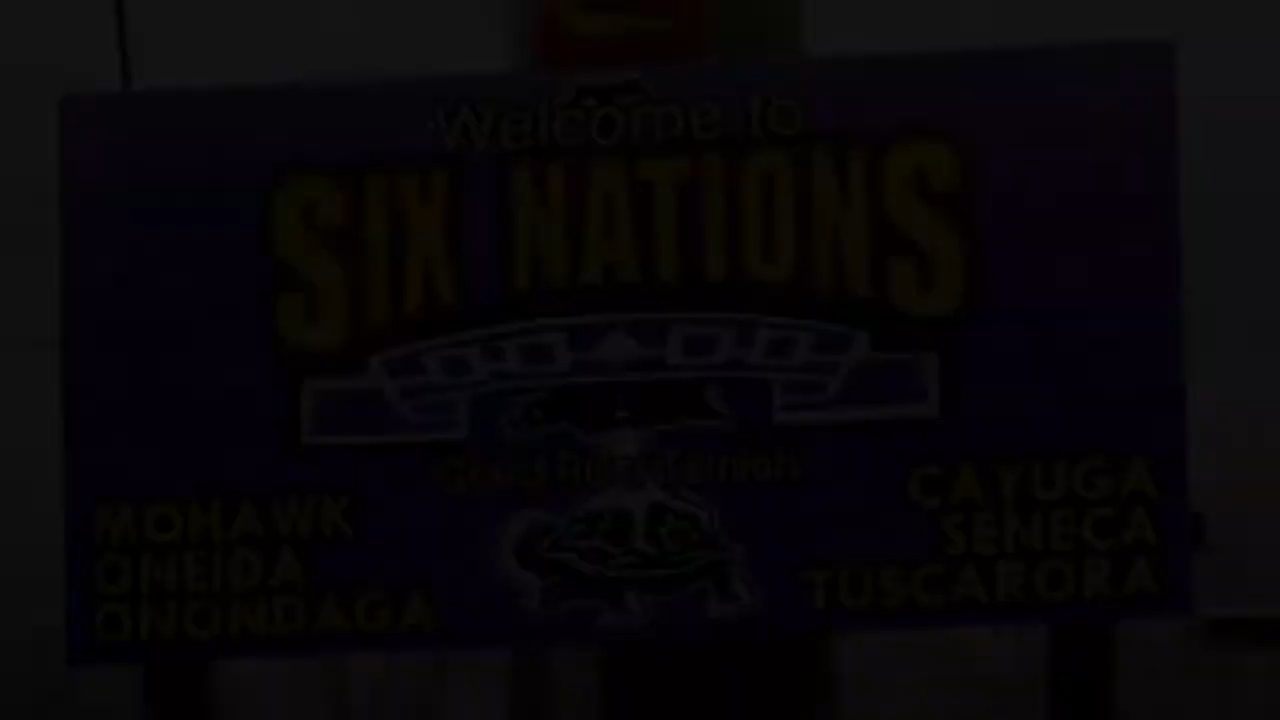 Welcome to
SIX NATIONS
MOHAWK
ONEIDA
ONONDAGA
CAYUGA
SENECA
TUSCARORA